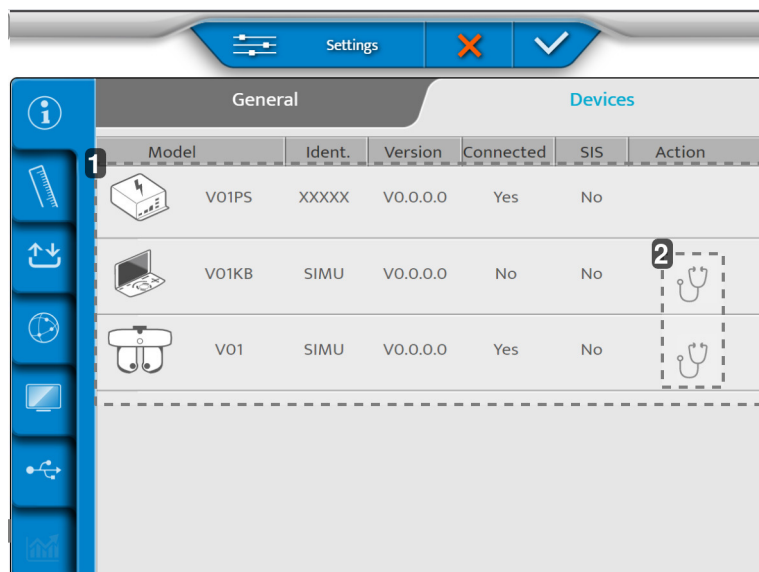 Settings
General Devices
1
Model Ident. Version Connected SIS Action
V01PS XXXXX V0.0.0.0 Yes No
2
V01KB SIMU V0.0.0.0 No No
V01 SIMU V0.0.0.0 Yes No